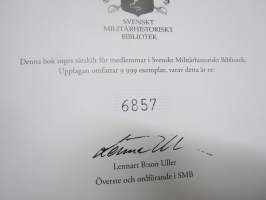 SVENSKT
MILITÄRHISTORISKT
BIBLIOTEK
Denna bok utges särskilt för medlemmar i Svenskt Militärhistoriskt Bibliotek.
Upplagan omfattar 9 999 exemplar, varav detta är nr:
6857
Lennart B:son Uller
Överste och ordförande i SMB